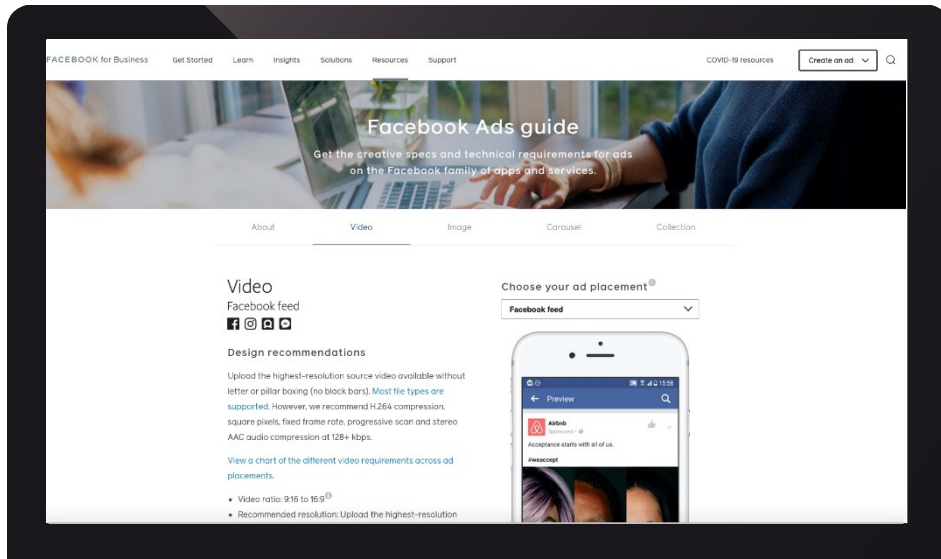 FACEBOOK for Business
Get Started
Learn
Insights
Solutions
Resources
Support
COVID-19 resources
Create an ad
Facebook Ads guide
Get the creative specs and technical requirements for ads
on the Facebook family of apps and services.
About
Video
Image
Carousel
Collection
Video
Facebook feed
Design recommendations
Upload the highest-resolution source video available without
letter or pillar boxing (no black bars). Most file types are
supported. However, we recommend H.264 compression,
square pixels, fixed frame rate, progressive scan and stereo
AAC audio compression at 128+ kbps.
View a chart of the different video requirements across ad
placements.
• Video ratio: 9:16 to 16:9
• Recommended resolution: Upload the highest-resolution
Choose your ad placement
Facebook feed
15:58
Preview
Airbnb
Sponsored
Acceptance starts with all of us.
#weaccept